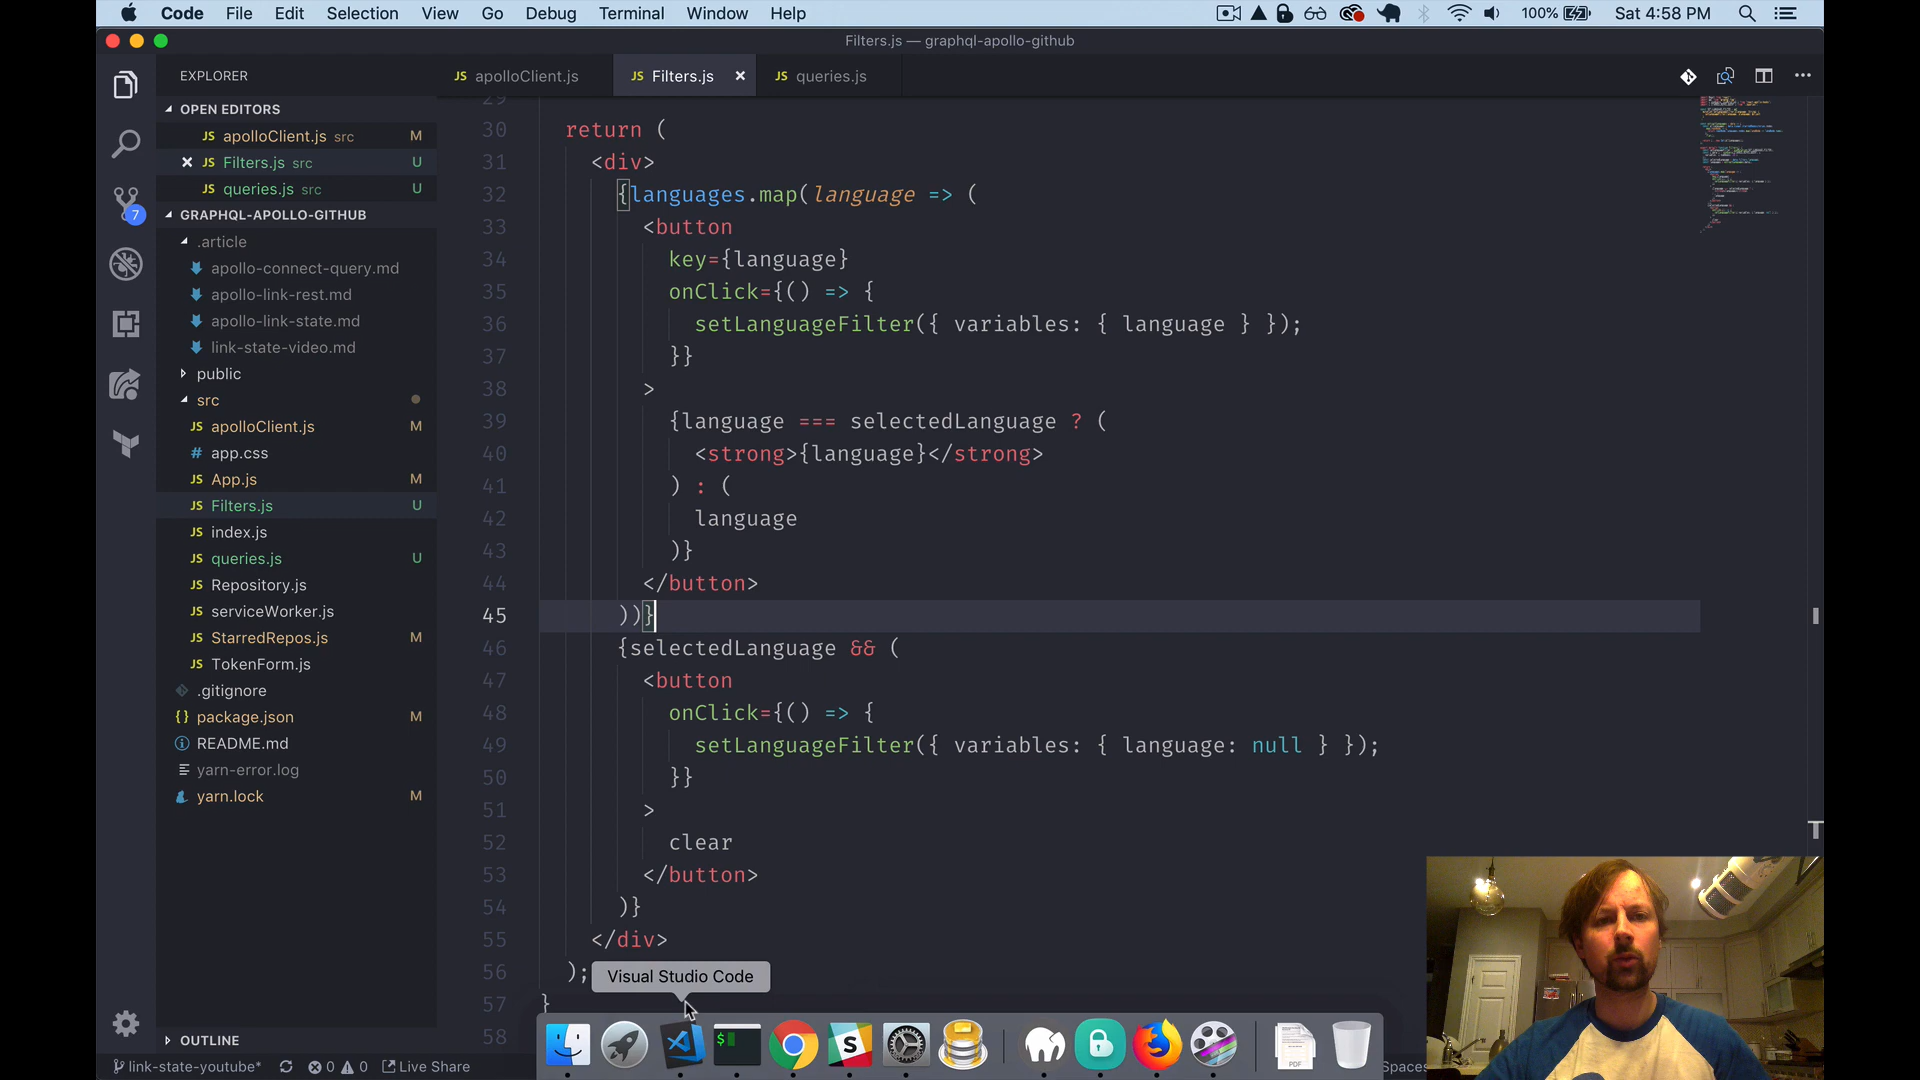 Code File Edit Selection View Go Debug Terminal Window Help 100% Sat 4:58 PM
Filters.js — graphql-apollo-github
EXPLORER
JS apolloClient.js
JS Filters.js ×
JS queries.js
OPEN EDITORS
JS apolloClient.js src M
JS Filters.js src U
JS queries.js src U
GRAPHQL-APOLLO-GITHUB
.article
apollo-connect-query.md
apollo-link-rest.md
apollo-link-state.md
link-state-video.md
public
src
JS apolloClient.js M
# app.css
JS App.js M
JS Filters.js U
JS index.js
JS queries.js U
JS Repository.js
JS serviceWorker.js
JS StarredRepos.js M
JS TokenForm.js
.gitignore
{} package.json M
README.md
yarn-error.log
yarn.lock M
OUTLINE
7
29
30 return (
31 <div>
32 {languages.map(language => (
33 <button
34 key={language}
35 onClick={() => {
36 setLanguageFilter({ variables: { language } });
37 }}
38 >
39 {language === selectedLanguage ? (
40 <strong>{language}</strong>
41 ) : (
42 language
43 )}
44 </button>
45 ))}
46 {selectedLanguage && (
47 <button
48 onClick={() => {
49 setLanguageFilter({ variables: { language: null } });
50 }}
51 >
52 clear
53 </button>
54 )}
55 </div>
56 );
57 }
58
Visual Studio Code
link-state-youtube* 0 0 Live Share
Spaces
PDF